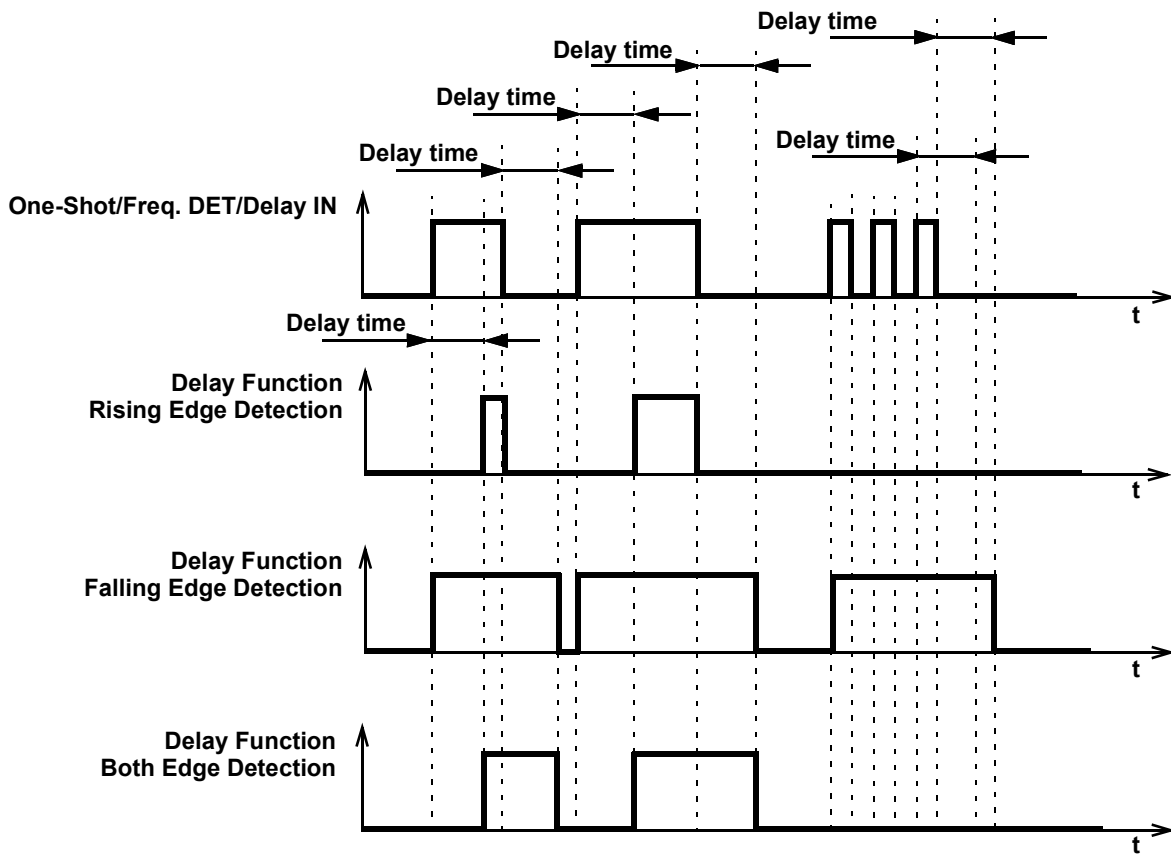 Delay time
Delay time
Delay time
Delay time
Delay time
One-Shot/Freq. DET/Delay IN
t
Delay time
Delay Function
Rising Edge Detection
t
Delay Function
Falling Edge Detection
t
Delay Function
Both Edge Detection
t